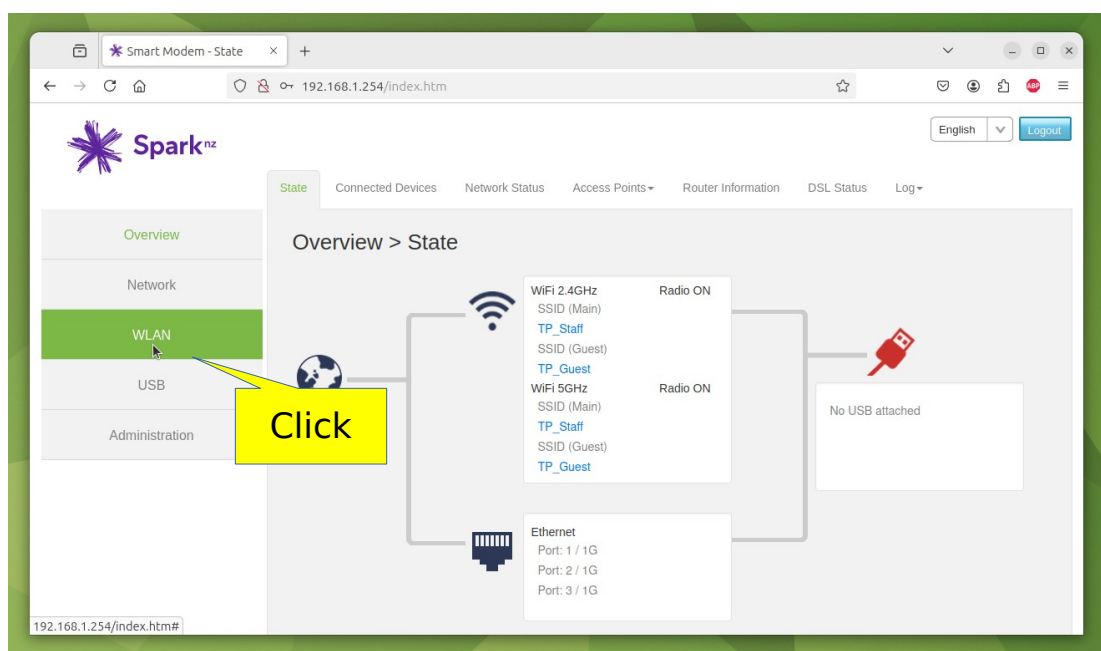 Smart Modem - State
192.168.1.254/index.htm
ABP
Spark nz
English
Logout
State
Connected Devices
Network Status
Access Points
Router Information
DSL Status
Log
Overview
Network
WLAN
USB
Administration
Click
Overview > State
WiFi 2.4GHz Radio ON
SSID (Main)
TP_Staff
SSID (Guest)
TP_Guest
WiFi 5GHz Radio ON
SSID (Main)
TP_Staff
SSID (Guest)
TP_Guest
No USB attached
Ethernet
Port: 1 / 1G
Port: 2 / 1G
Port: 3 / 1G
192.168.1.254/index.htm#